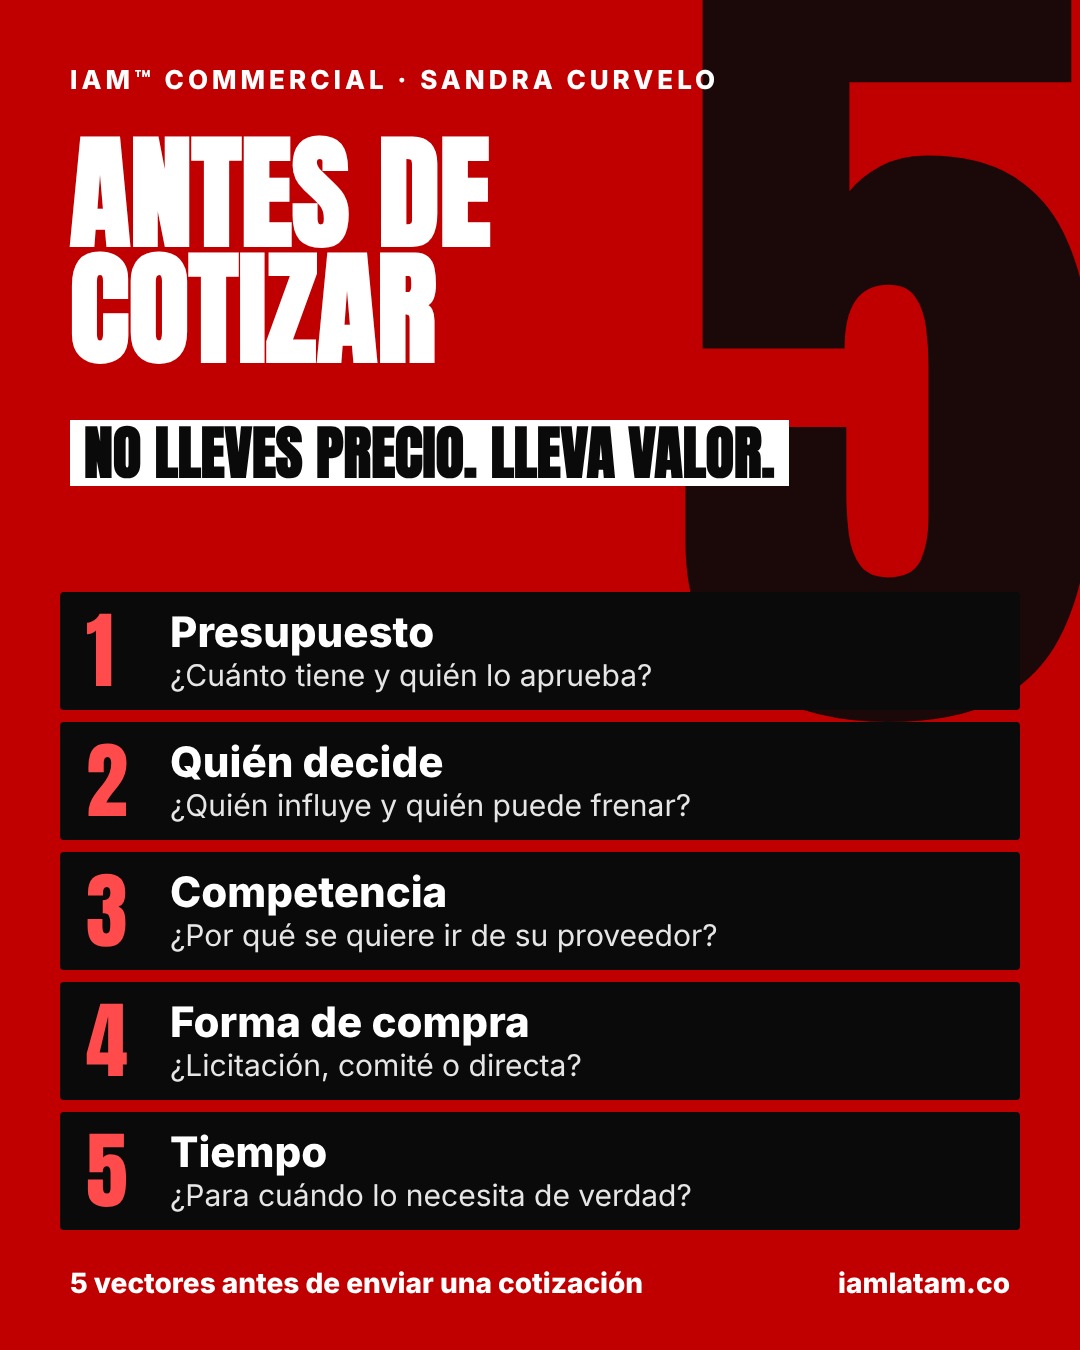 IAM™ COMMERCIAL · SANDRA CURVELO
ANTES DE
COTIZAR
NO LLEVES PRECIO. LLEVA VALOR.
5
1
Presupuesto
¿Cuánto tiene y quién lo aprueba?
2
Quién decide
¿Quién influye y quién puede frenar?
3
Competencia
¿Por qué se quiere ir de su proveedor?
4
Forma de compra
¿Licitación, comité o directa?
5
Tiempo
¿Para cuándo lo necesita de verdad?
5 vectores antes de enviar una cotización
iamlatam.co